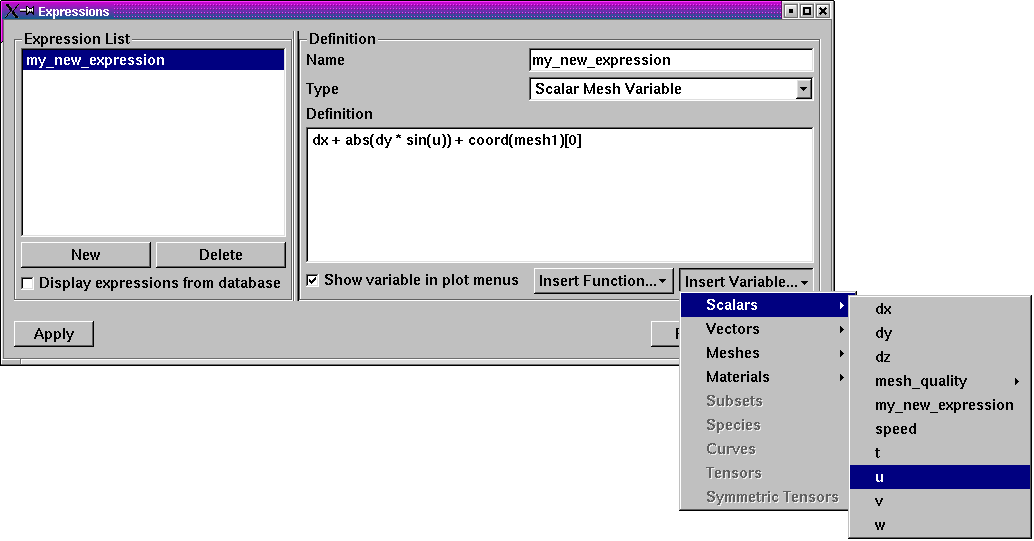 Expressions
Expression List
my_new_expression
New
Delete
Display expressions from database
Definition
Name
my_new_expression
Type
Scalar Mesh Variable
Definition
dx + abs(dy * sin(u)) + coord(mesh1)[0]
Show variable in plot menus
Insert Function...
Insert Variable...
Apply
Scalars
Vectors
Meshes
Materials
Subsets
Species
Curves
Tensors
Symmetric Tensors
dx
dy
dz
mesh_quality
my_new_expression
speed
t
u
v
w